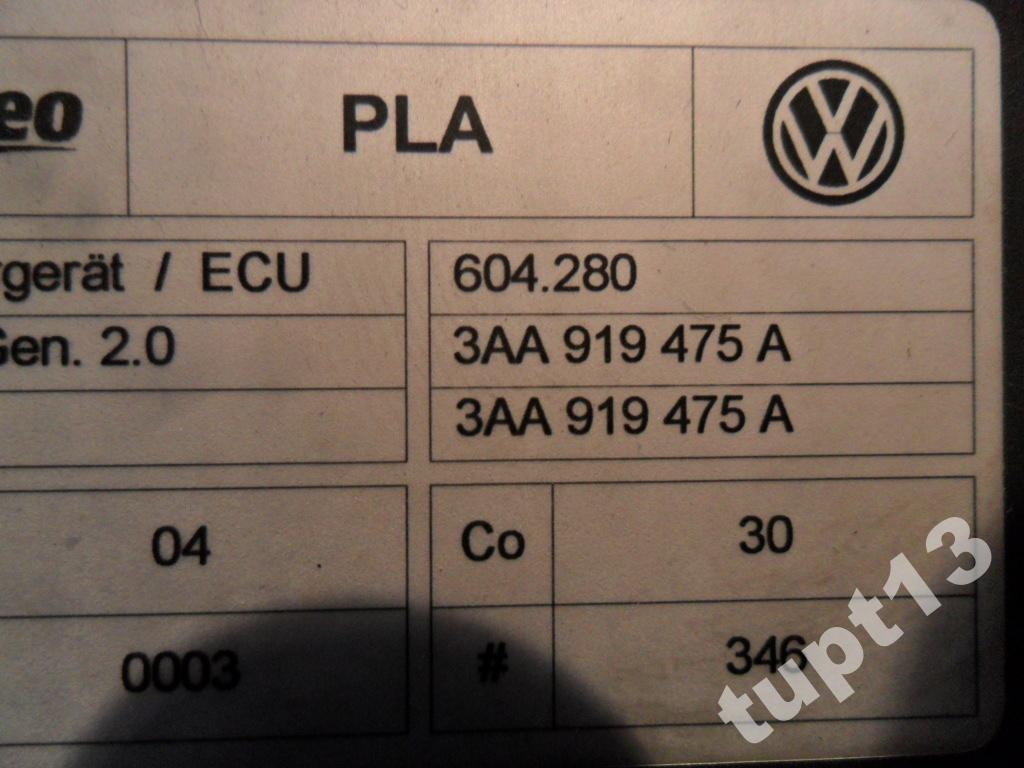 eo PLA
rgerät / ECU 604.280
Gen. 2.0 3AA 919 475 A
3AA 919 475 A
04 Co 30
0003 # 346
tupt13